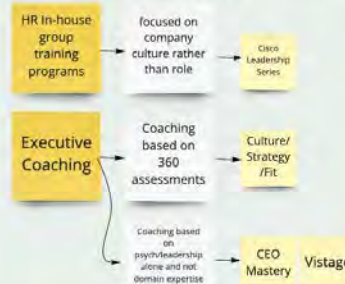 HR In-house
group
training
programs
focused on
company
culture rather
than role
Cisco
Leadership
Series
Executive
Coaching
Coaching
based on
360
assessments
Culture/
Strategy
/Fit
Coaching based
on
psych/leadership
alone and not
domain expertise
CEO
Mastery
Vistage